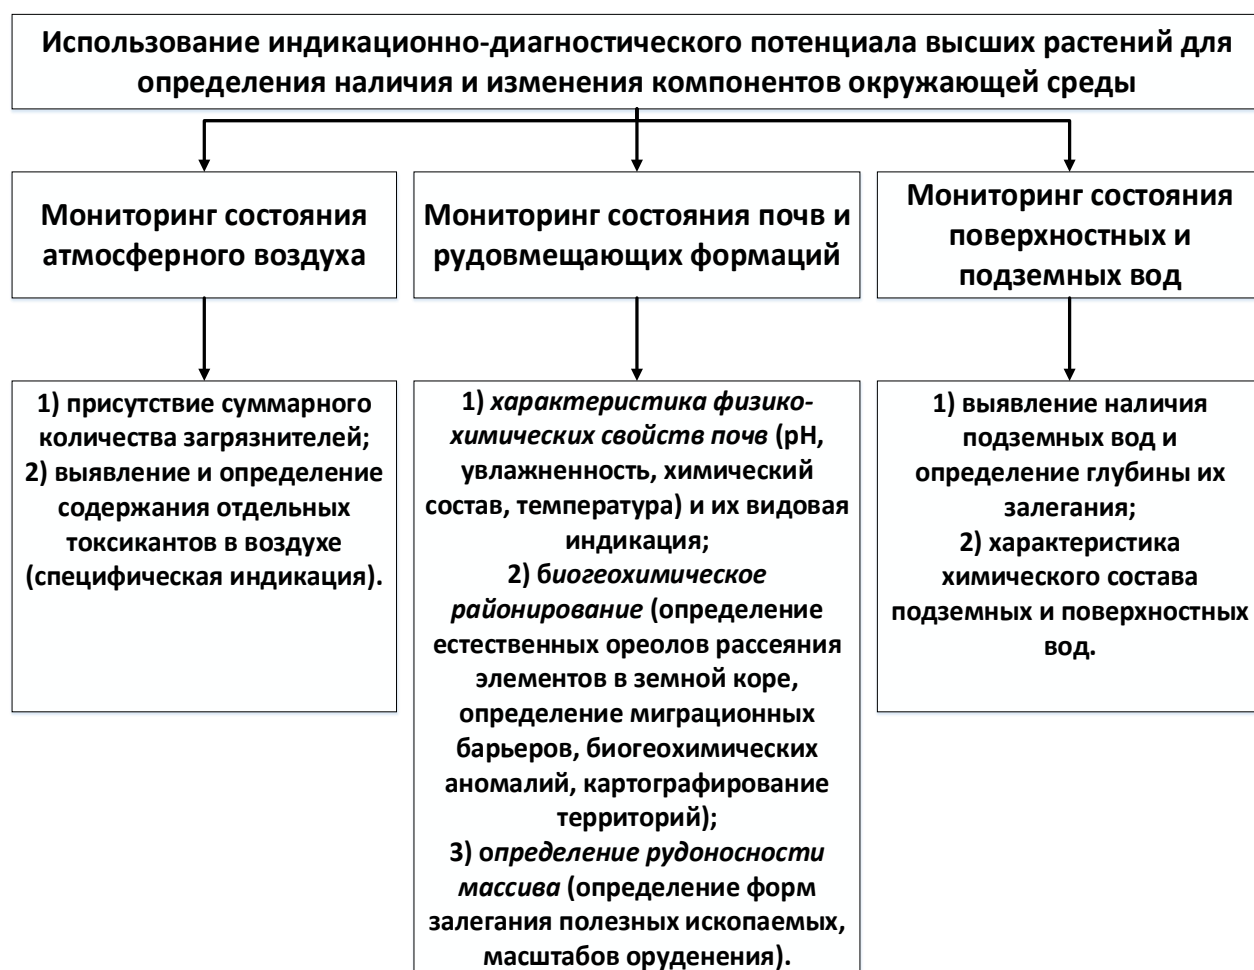 Использование индикационно-диагностического потенциала высших растений для
определения наличия и изменения компонентов окружающей среды
Мониторинг состояния
атмосферного воздуха
Мониторинг состояния почв и
рудовмещающих формаций
Мониторинг состояния
поверхностных и
подземных вод
1) присутствие суммарного
количества загрязнителей;
2) выявление и определение
содержания отдельных
токсикантов в воздухе
(специфическая индикация).
1) характеристика физико-
химических свойств почв (pH,
увлажненность, химический
состав, температура) и их видовая
индикация;
2) биогеохимическое
районирование (определение
естественных ореолов рассеяния
элементов в земной коре,
определение миграционных
барьеров, биогеохимических
аномалий, картографирование
территорий);
3) определение рудоносности
массива (определение форм
залегания полезных ископаемых,
масштабов оруденения).
1) выявление наличия
подземных вод и
определение глубины их
залегания;
2) характеристика
химического состава
подземных и поверхностных
вод.